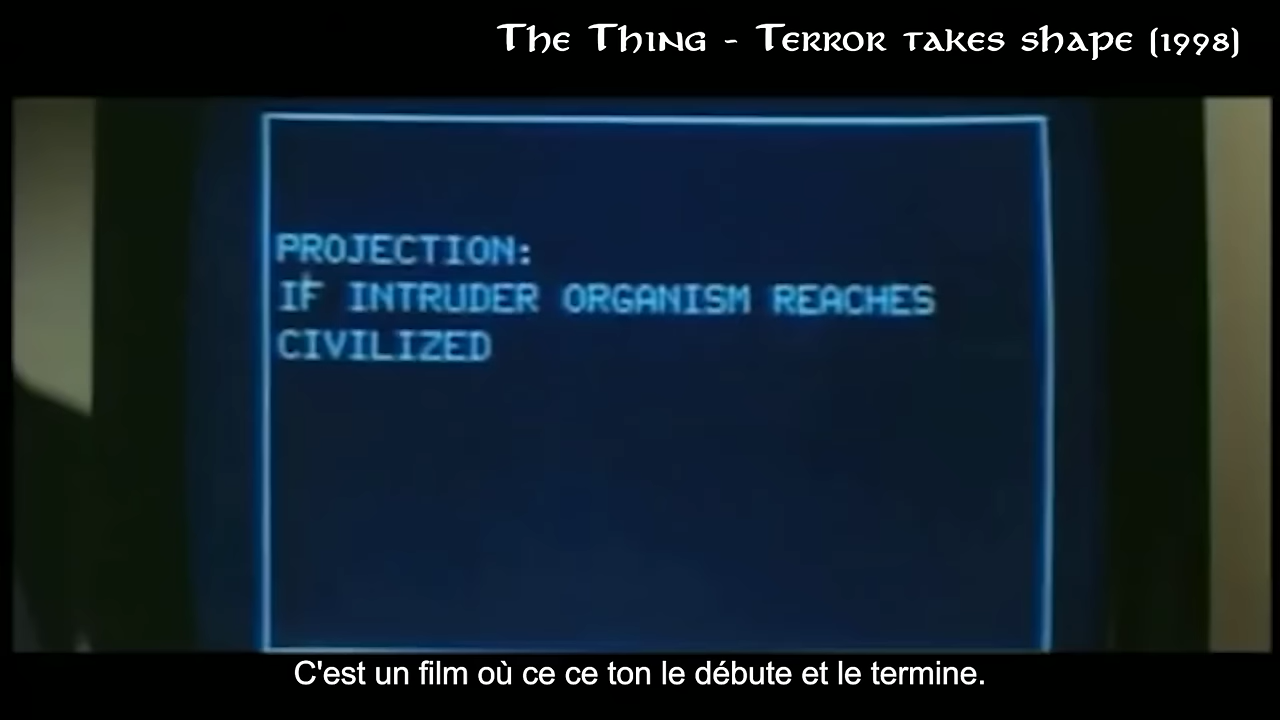 The Thing - Terror takes shape (1998)
PROJECTION:
IF INTRUDER ORGANISM REACHES
CIVILIZED
C'est un film où ce ce ton le débute et le termine.